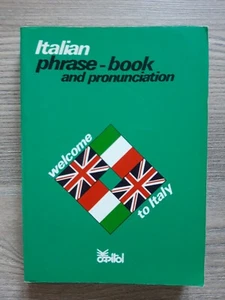 Italian
phrase-book
and pronunciation
welcome
to Italy
capitol